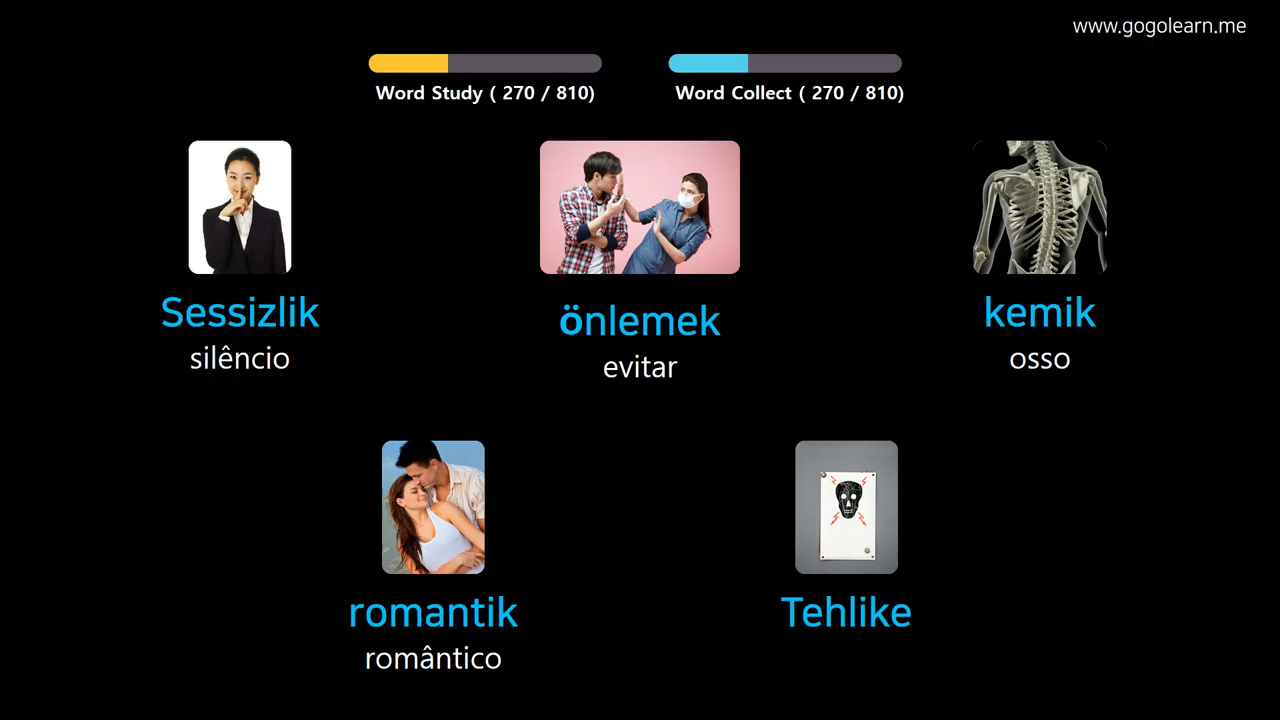 www.gogolearn.me
Word Study ( 270 / 810)
Word Collect ( 270 / 810)
Sessizlik
silêncio
önlemek
evitar
kemik
osso
romantik
romântico
Tehlike